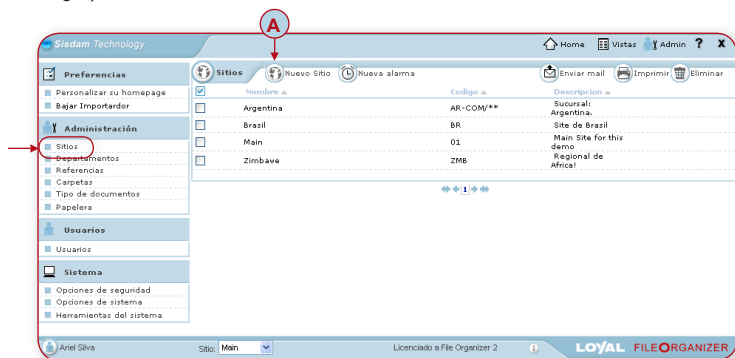 A
Sisdam Technology
Home Vistas Admin ? X
Preferencias
Personalizar su homepage
Bajar Importardor
Administración
Sitios
Departamentos
Referencias
Carpetas
Tipo de documentos
Papelera
Usuarios
Usuarios
Sistema
Opciones de seguridad
Opciones de sistema
Herramientas del sistema
Sitios Nuevo Sitio Nueva alarma Enviar mail Imprimir Eliminar
Nombre Codigo Descripcion
Argentina AR-COM/** Sucursal: Argentina.
Brasil BR Site de Brasil
Main 01 Main Site for this demo
Zimbave ZMB Regional de Africa!
1
Ariel Silva Sitio: Main Licenciado a File Organizer 2 LOYAL FILEORGANIZER